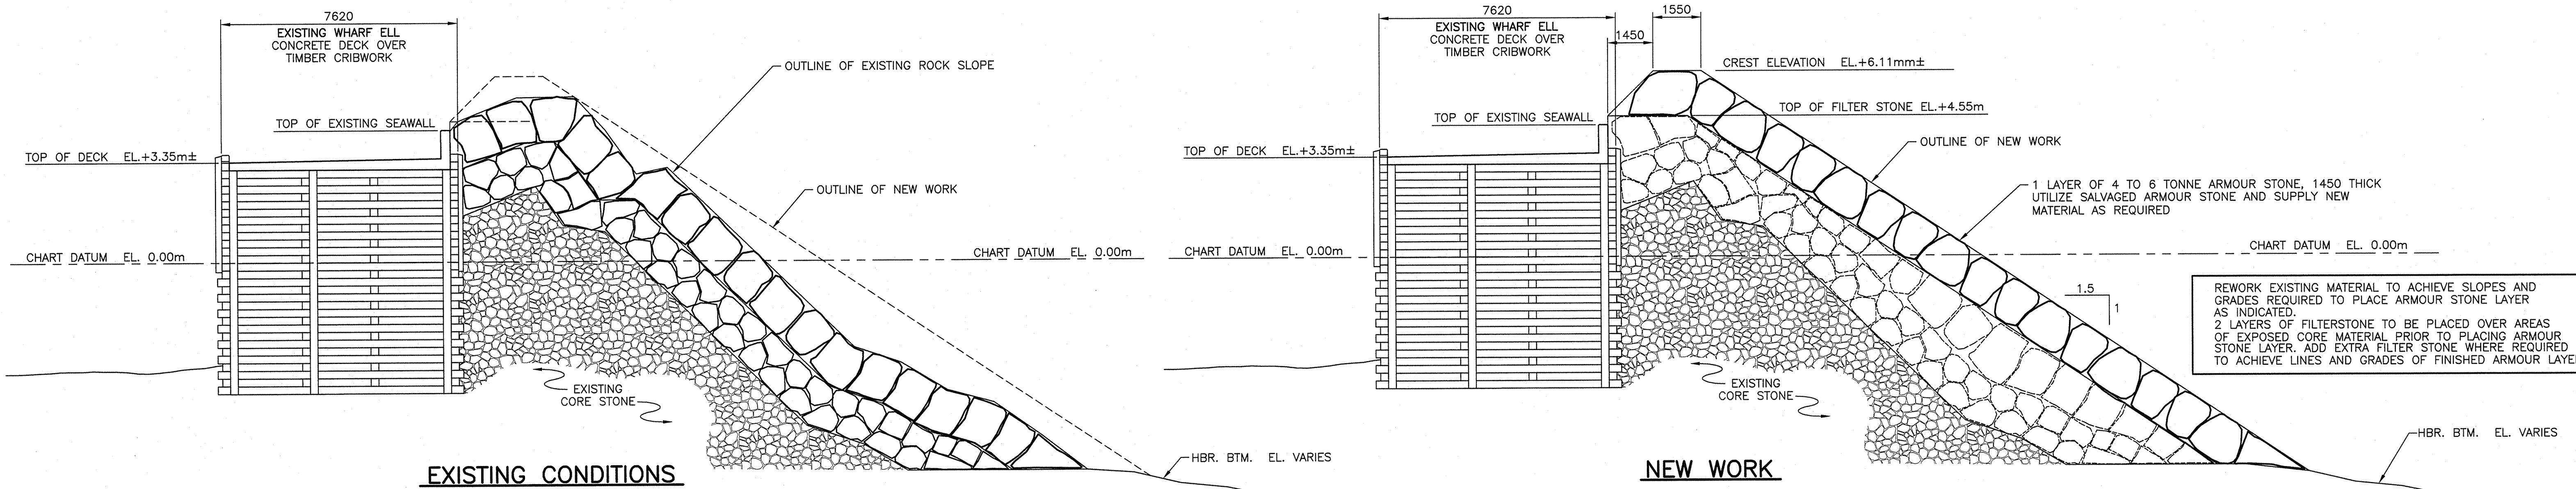 7620
EXISTING WHARF ELL
CONCRETE DECK OVER
TIMBER CRIBWORK
OUTLINE OF EXISTING ROCK SLOPE
TOP OF EXISTING SEAWALL
TOP OF DECK EL.+3.35m±
OUTLINE OF NEW WORK
CHART DATUM EL. 0.00m
CHART DATUM EL. 0.00m
EXISTING
CORE STONE
HBR. BTM. EL. VARIES
EXISTING CONDITIONS
7620
1550
EXISTING WHARF ELL
CONCRETE DECK OVER
TIMBER CRIBWORK
1450
CREST ELEVATION EL.+6.11mm±
TOP OF FILTER STONE EL.+4.55m
TOP OF EXISTING SEAWALL
OUTLINE OF NEW WORK
TOP OF DECK EL.+3.35m±
1 LAYER OF 4 TO 6 TONNE ARMOUR STONE, 1450 THICK
UTILIZE SALVAGED ARMOUR STONE AND SUPPLY NEW
MATERIAL AS REQUIRED
CHART DATUM EL. 0.00m
CHART DATUM EL. 0.00m
1.5
1
REWORK EXISTING MATERIAL TO ACHIEVE SLOPES AND
GRADES REQUIRED TO PLACE ARMOUR STONE LAYER
AS INDICATED.
2 LAYERS OF FILTERSTONE TO BE PLACED OVER AREAS
OF EXPOSED CORE MATERIAL PRIOR TO PLACING ARMOUR
STONE LAYER. ADD EXTRA FILTER STONE WHERE REQUIRED
TO ACHIEVE LINES AND GRADES OF FINISHED ARMOUR LAYE
EXISTING
CORE STONE
HBR. BTM. EL. VARIES
NEW WORK